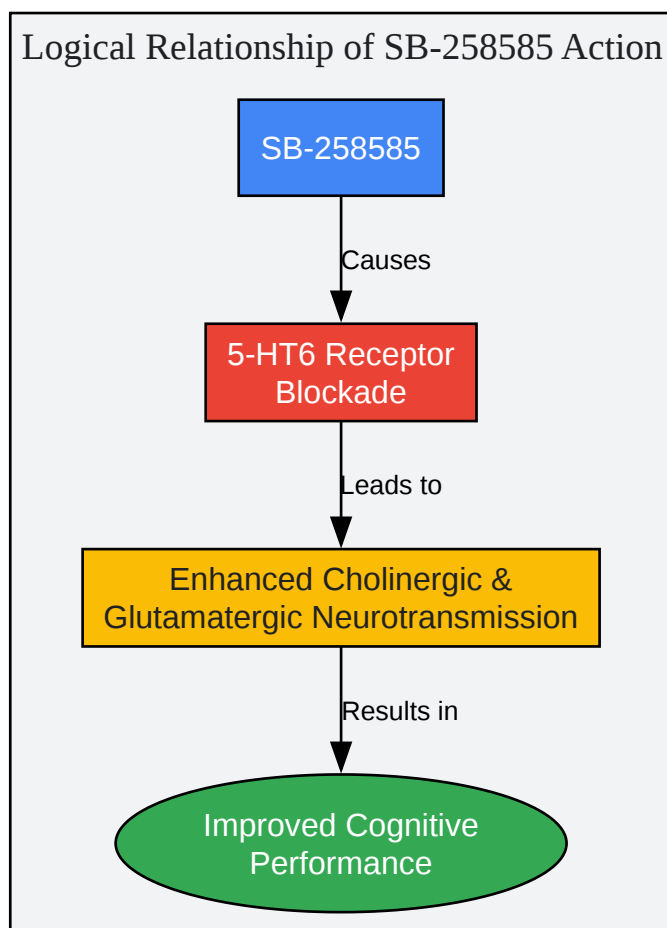 Logical Relationship of SB-258585 Action
SB-258585
Causes
5-HT6 Receptor
Blockade
Leads to
Enhanced Cholinergic &
Glutamatergic Neurotransmission
Results in
Improved Cognitive
Performance